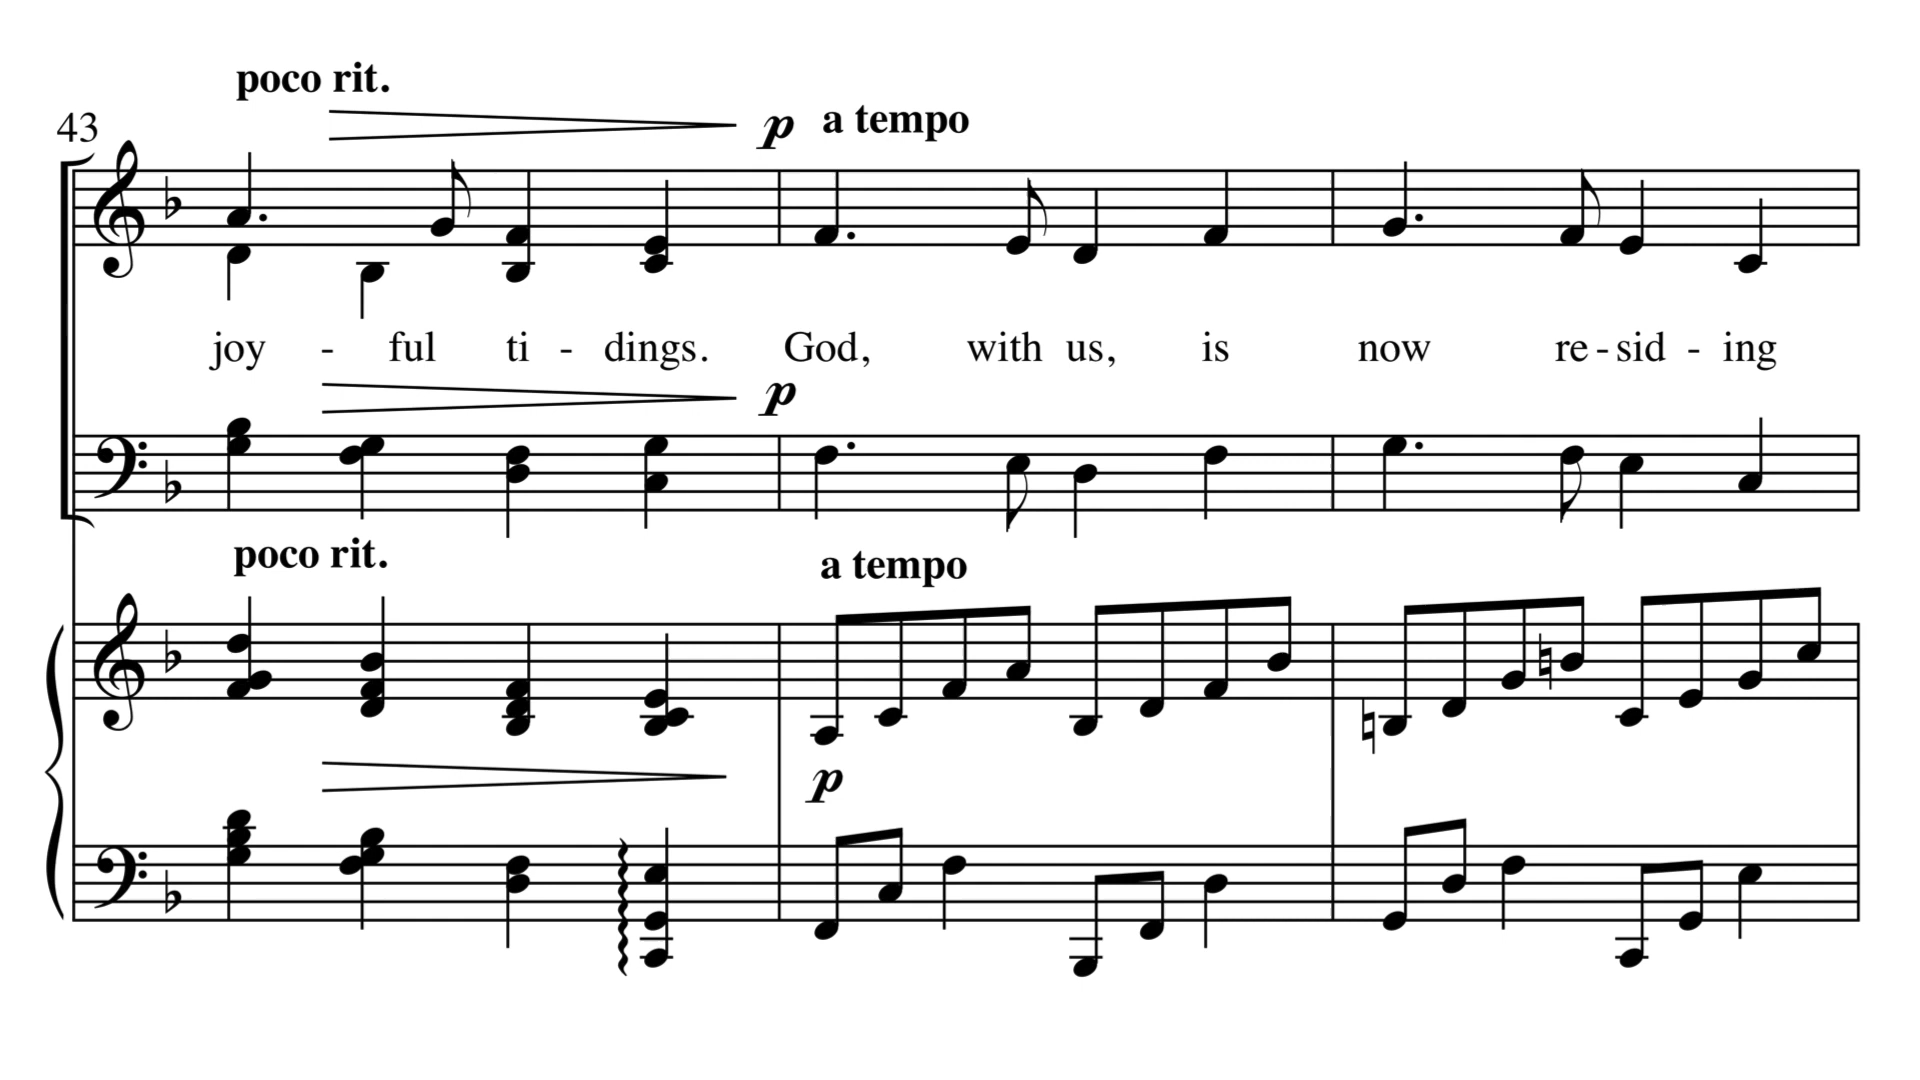 poco rit.
43
p a tempo
joy - ful ti - dings. God, with us, is now re - sid - ing
p
poco rit.
a tempo
p